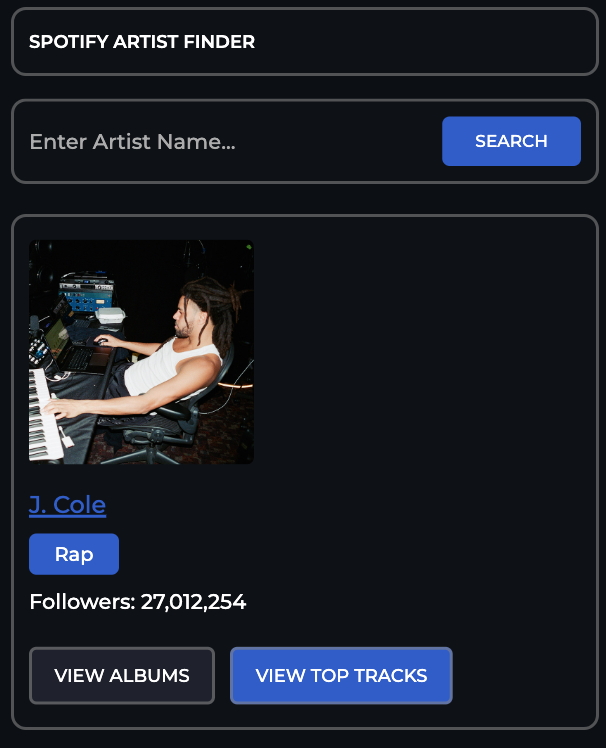 SPOTIFY ARTIST FINDER
Enter Artist Name...
SEARCH
J. Cole
Rap
Followers: 27,012,254
VIEW ALBUMS
VIEW TOP TRACKS